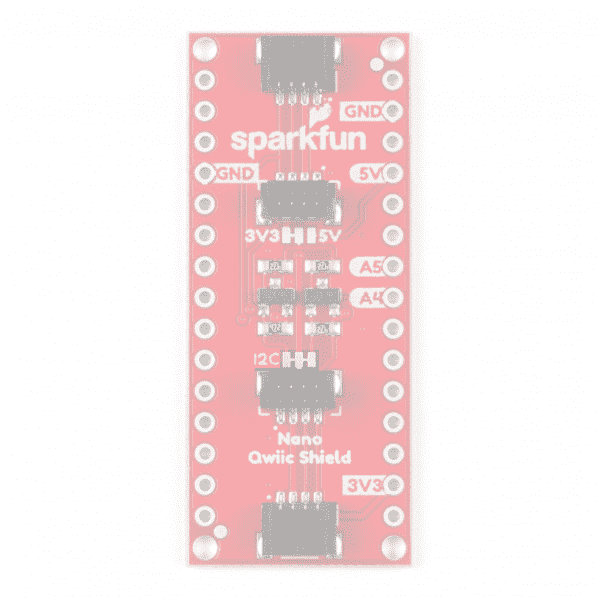 GND
sparkfun
GND
5V
3V3 5V
A5
A4
I2C
Nano
Qwiic Shield
3V3